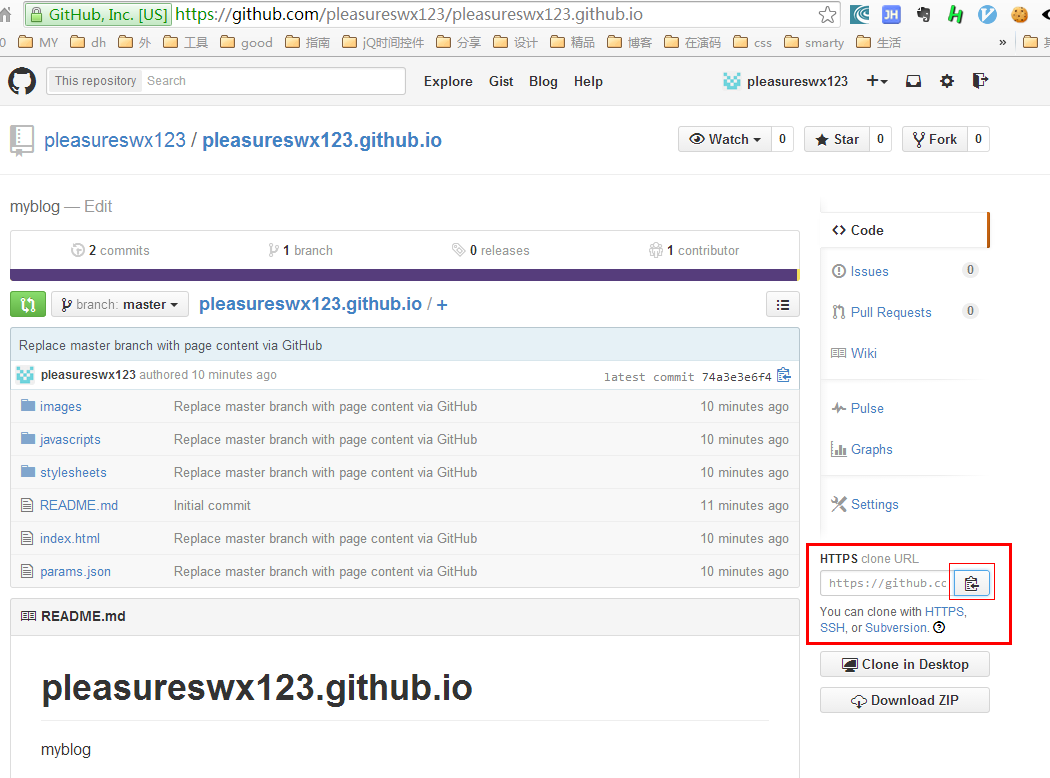 GitHub, Inc. [US] https://github.com/pleasureswx123/pleasureswx123.github.io
JH
MY dh 外 工具 good 指南 jQ时间控件 分享 设计 精品 博客 在演码 css smarty 生活 »
This repository Search Explore Gist Blog Help pleasureswx123
pleasureswx123 / pleasureswx123.github.io Watch 0 Star 0 Fork 0
myblog — Edit
2 commits 1 branch 0 releases 1 contributor
branch: master pleasureswx123.github.io / +
Replace master branch with page content via GitHub
pleasureswx123 authored 10 minutes ago latest commit 74a3e3e6f4
images Replace master branch with page content via GitHub 10 minutes ago
javascripts Replace master branch with page content via GitHub 10 minutes ago
stylesheets Replace master branch with page content via GitHub 10 minutes ago
README.md Initial commit 11 minutes ago
index.html Replace master branch with page content via GitHub 10 minutes ago
params.json Replace master branch with page content via GitHub 10 minutes ago
README.md
pleasureswx123.github.io
myblog
Code
Issues 0
Pull Requests 0
Wiki
Pulse
Graphs
Settings
HTTPS clone URL
https://github.cc
You can clone with HTTPS,
SSH, or Subversion.
Clone in Desktop
Download ZIP